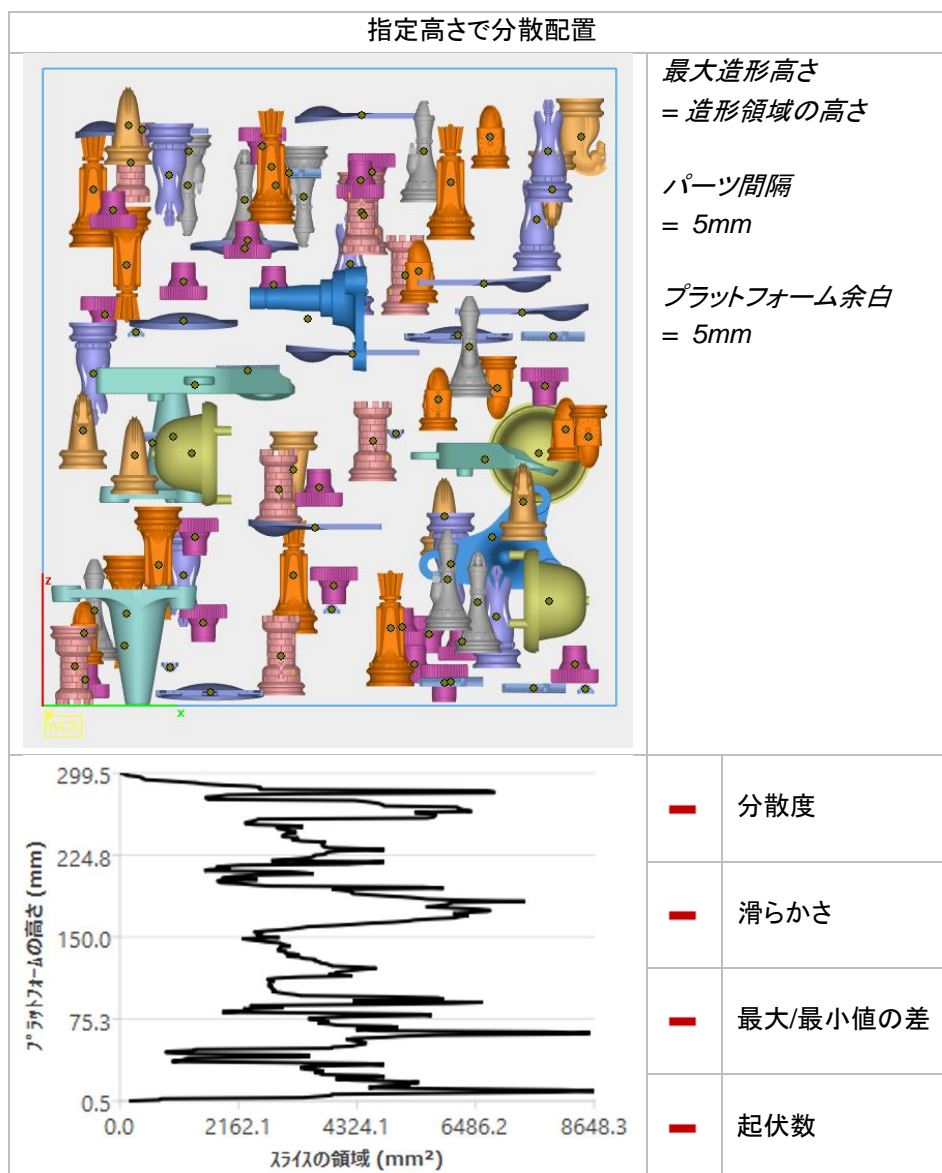 指定高さで分散配置
最大造形高さ
= 造形領域の高さ
パーツ間隔
= 5mm
プラットフォーム余白
= 5mm
z
x
y
WCS
299.5
224.8
150.0
75.3
0.5
プラットフォームの高さ (mm)
0.0 2162.1 4324.1 6486.2 8648.3
スライスの領域 (mm²)
分散度
滑らかさ
最大/最小値の差
起伏数